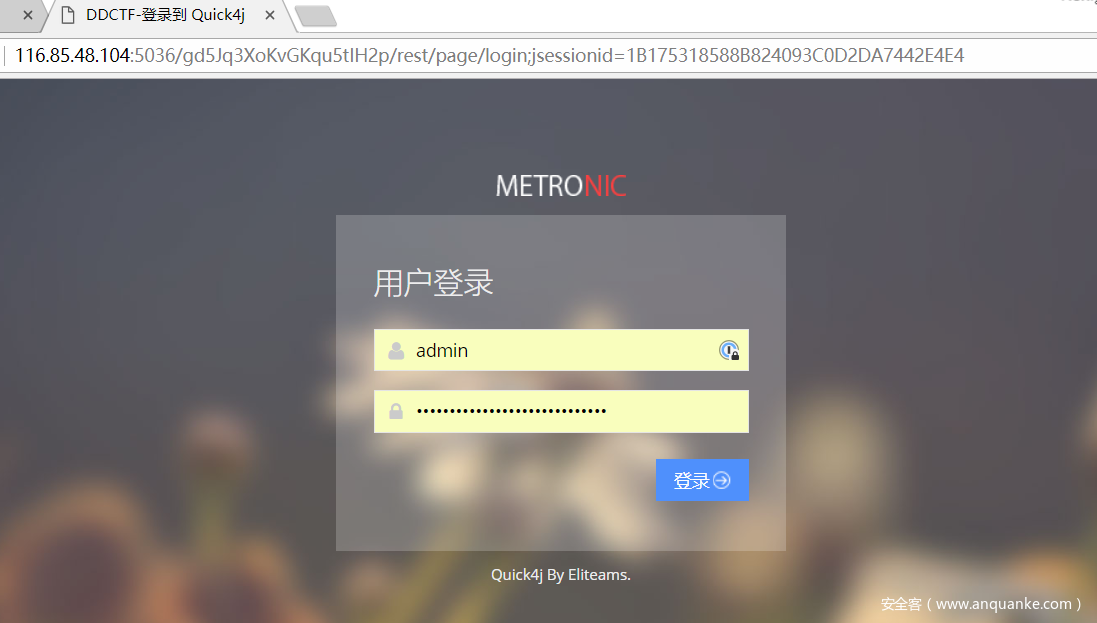 DDCTF-登录到 Quick4j
116.85.48.104:5036/gd5Jq3XoKvGKqu5tIH2p/rest/page/login;jsessionid=1B175318588B824093C0D2DA7442E4E4
METRONIC
用户登录
admin
•••••••••••••••••••••••••••••
登录
Quick4j By Eliteams.
安全客（www.anquanke.com）